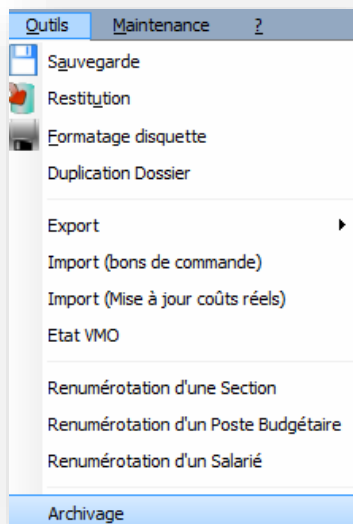 Outils Maintenance ?
Sauvegarde
Restitution
Formatage disquette
Duplication Dossier
Export
Import (bons de commande)
Import (Mise à jour coûts réels)
Etat VMO
Renumérotation d'une Section
Renumérotation d'un Poste Budgétaire
Renumérotation d'un Salarié
Archivage